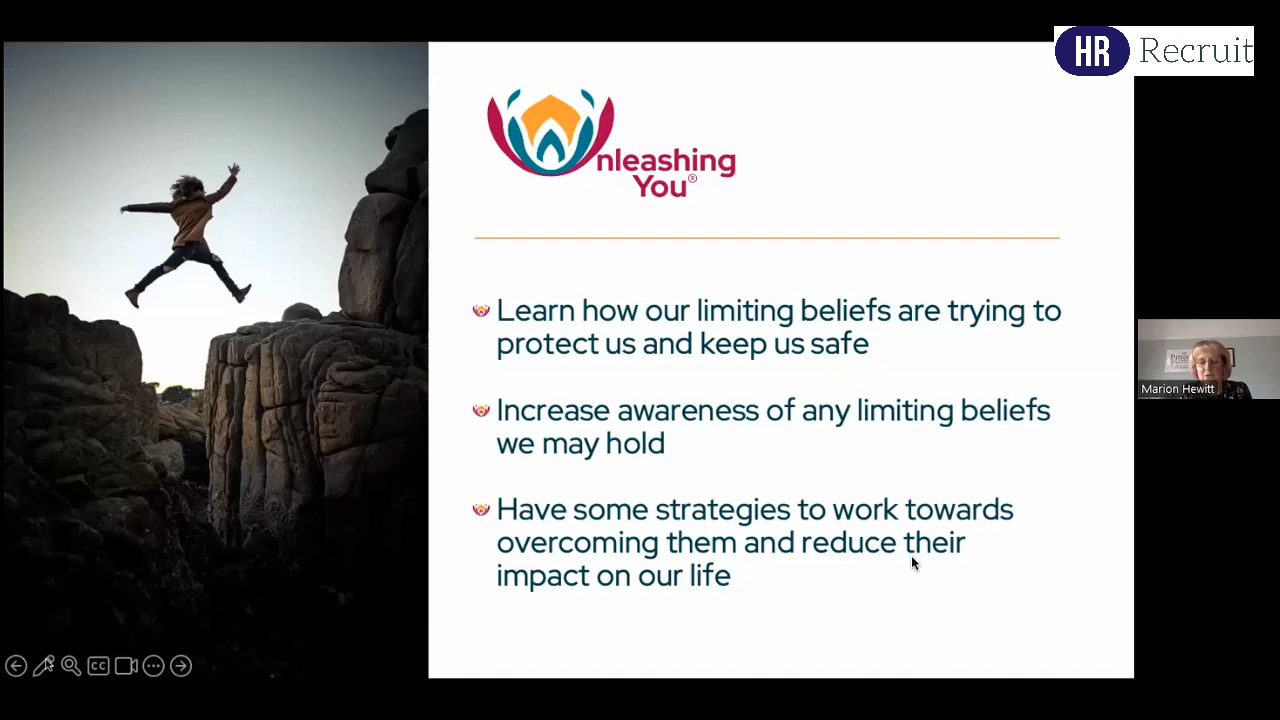 HR Recruit
nleashing
You®
Learn how our limiting beliefs are trying to
protect us and keep us safe
Increase awareness of any limiting beliefs
we may hold
Have some strategies to work towards
overcoming them and reduce their
impact on our life
Marion Hewitt
CC